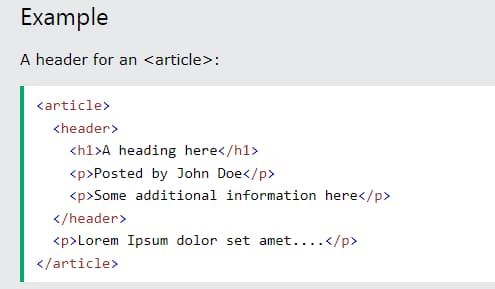 Example
A header for an <article>:
<article>
<header>
<h1>A heading here</h1>
<p>Posted by John Doe</p>
<p>Some additional information here</p>
</header>
<p>Lorem Ipsum dolor set amet....</p>
</article>